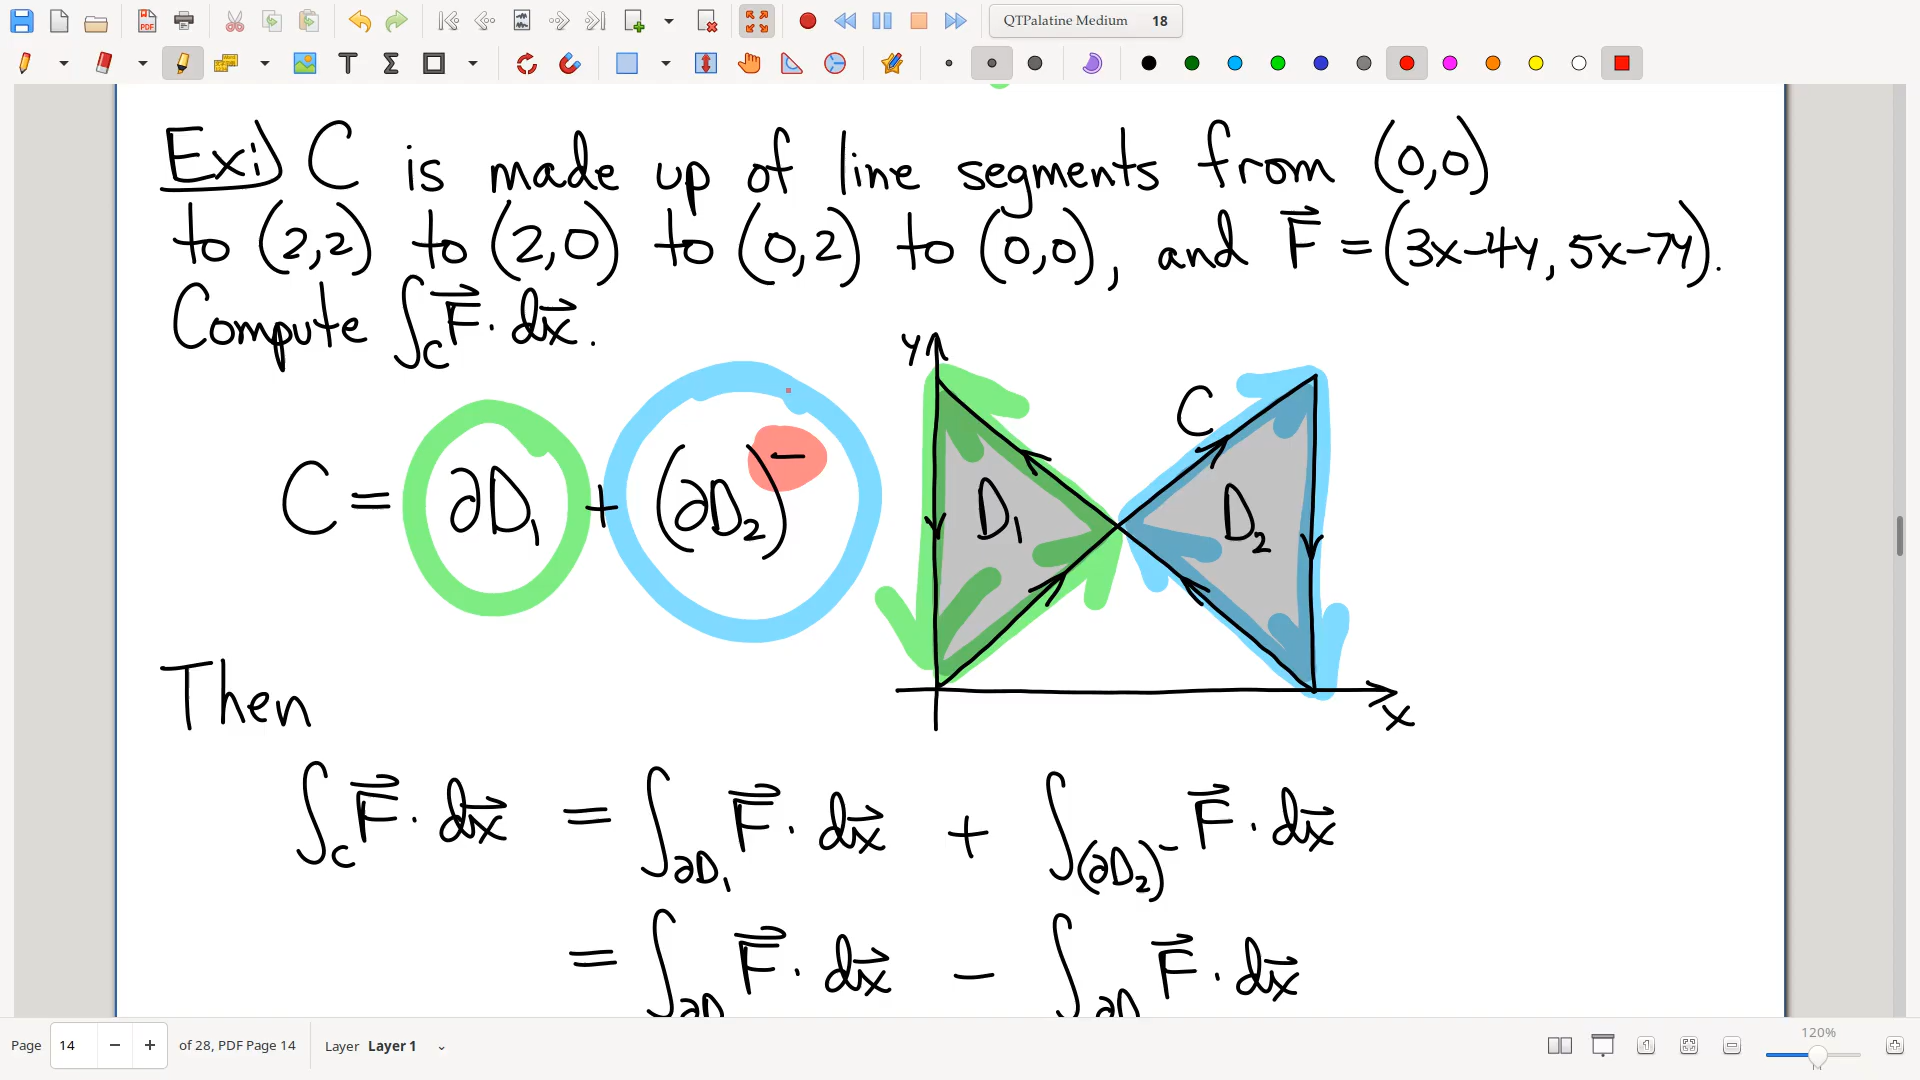 QTPalatine Medium 18
Ex: C is made up of line segments from (0,0)
to (2,2) to (2,0) to (0,2) to (0,0), and F⃗ = (3x-4y, 5x-7y).
Compute ∫_C F⃗ · dx⃗.
y
C
C = ∂D₁ + (∂D₂)⁻
D₁ D₂
Then
x
∫_C F⃗ · dx⃗ = ∫_∂D₁ F⃗ · dx⃗ + ∫_(∂D₂)⁻ F⃗ · dx⃗
= ∫_∂D F⃗ · dx⃗ - ∫_∂D F⃗ · dx⃗
Page 14 of 28, PDF Page 14 Layer Layer 1 120%